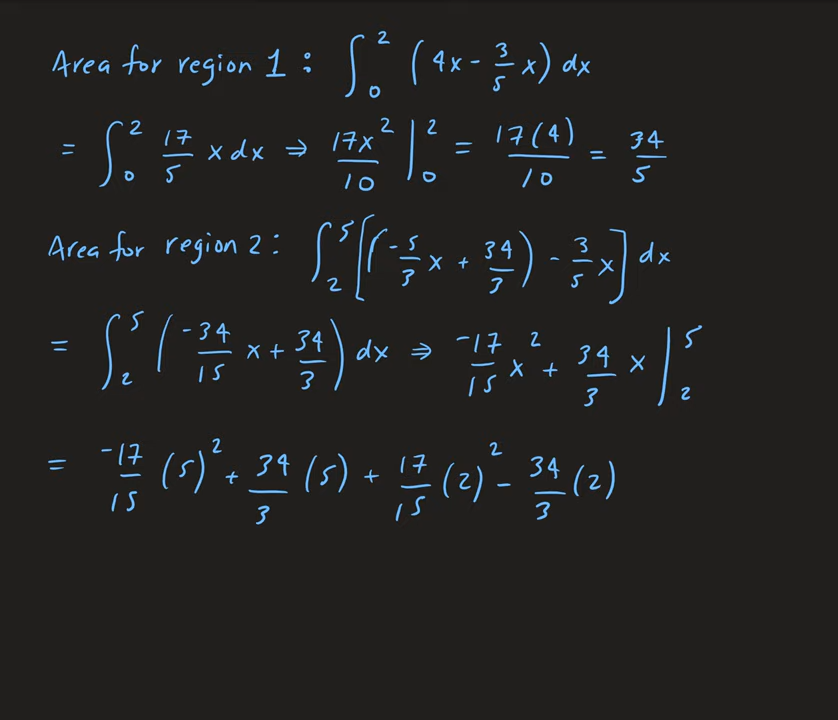 Area for region 1 : ∫₀² (4x - 3/5 x) dx
= ∫₀² 17/5 x dx ⇒ 17x²/10 |₀² = 17(4)/10 = 34/5
Area for region 2 : ∫₂⁵ [(-5/3 x + 34/3) - 3/5 x] dx
= ∫₂⁵ (-34/15 x + 34/3) dx ⇒ -17/15 x² + 34/3 x |₂⁵
= -17/15 (5)² + 34/3 (5) + 17/15 (2)² - 34/3 (2)